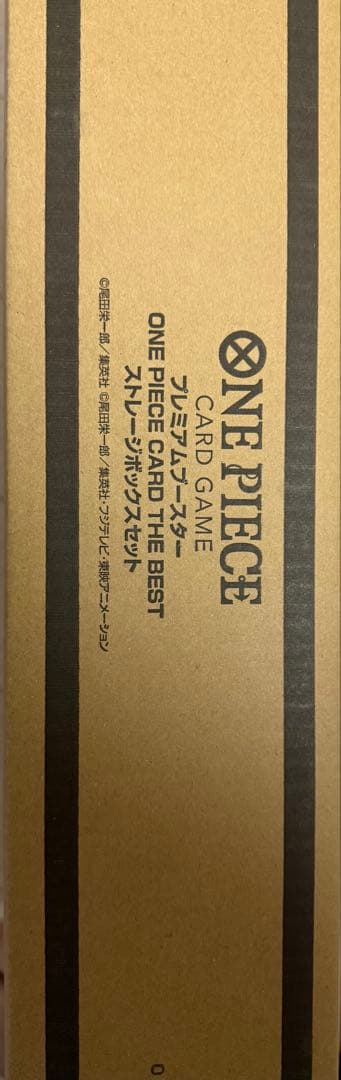 ONE PIECE
CARD GAME
プレミアムブースター
ONE PIECE CARD THE BEST
ストレージボックスセット
©尾田栄一郎／集英社 ©尾田栄一郎／集英社・フジテレビ・東映アニメーション
0